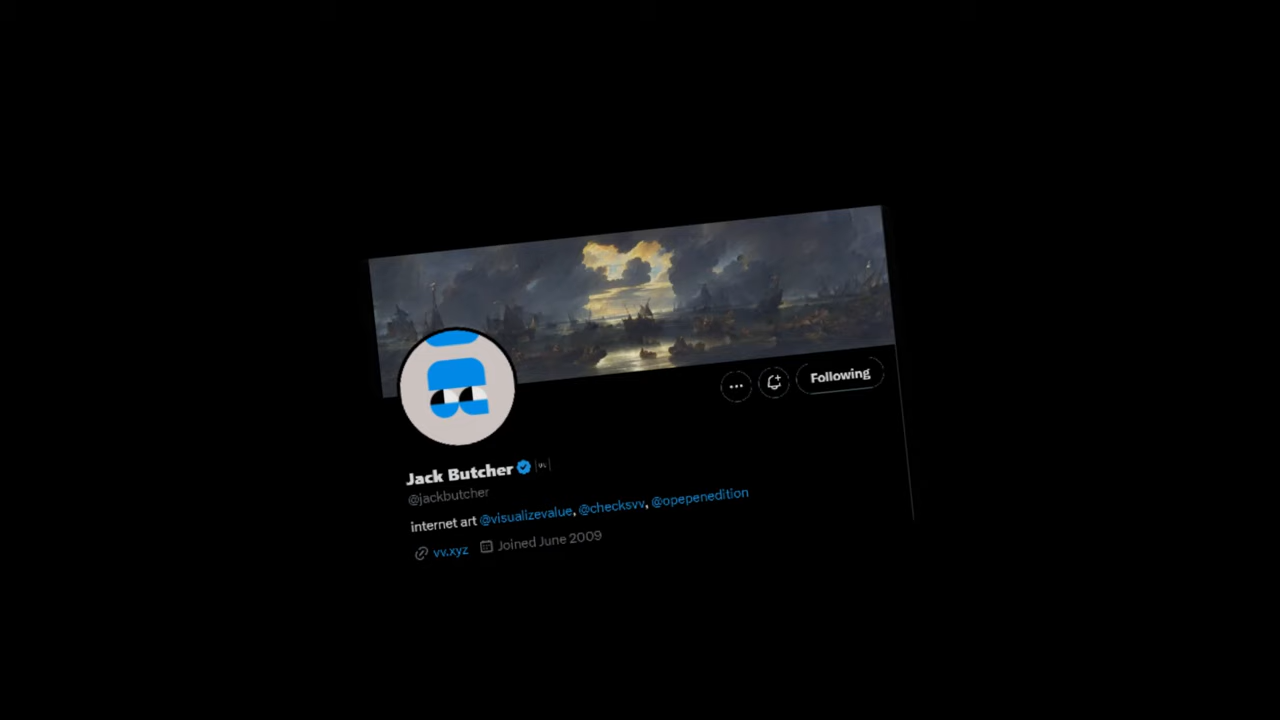 Following
Jack Butcher
@jackbutcher
internet art @visualizevalue, @checksvv, @opepenedition
vv.xyz Joined June 2009